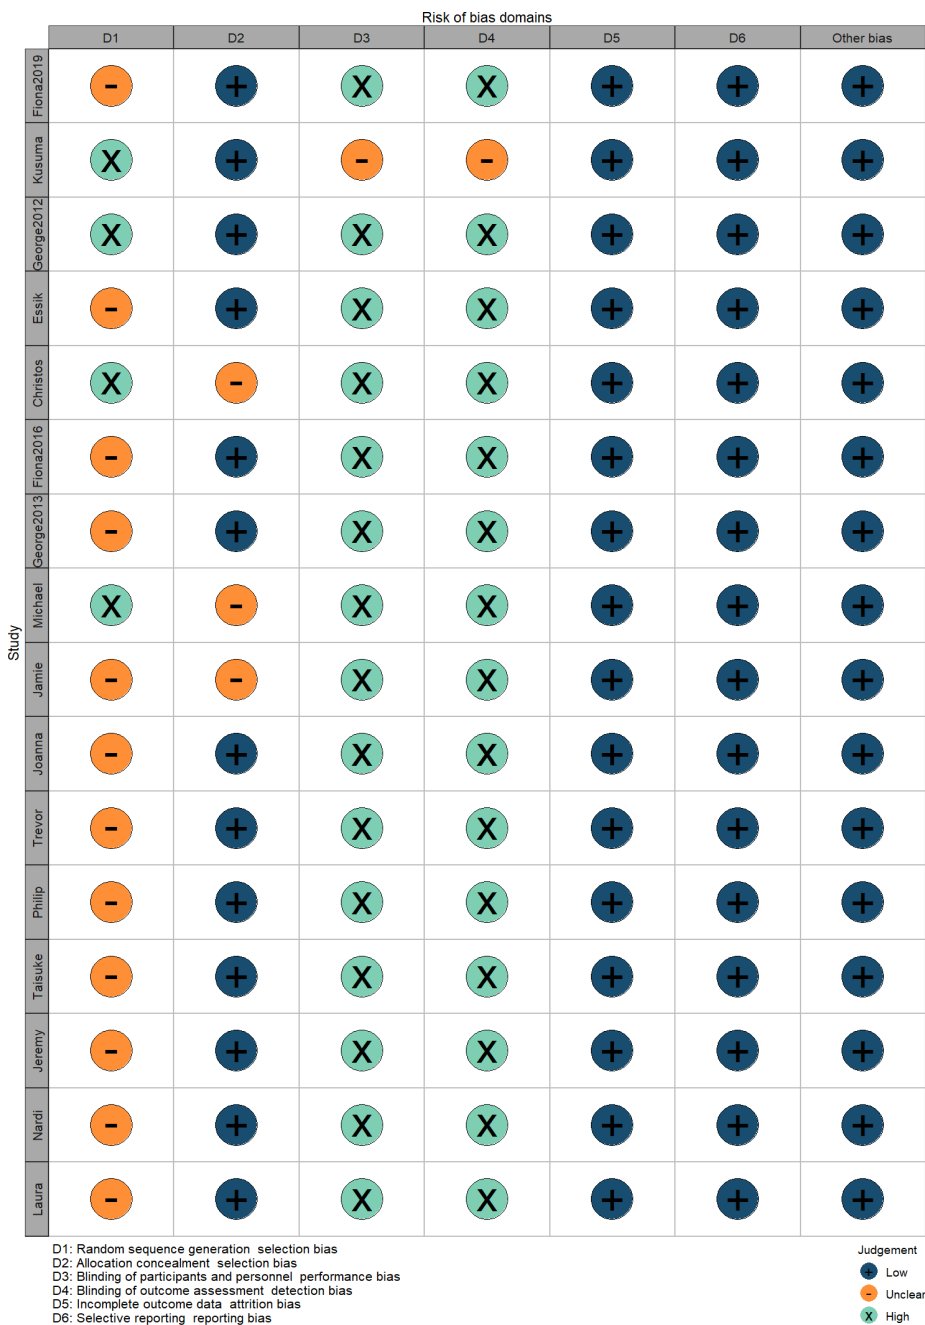 Risk of bias domains
D1 D2 D3 D4 D5 D6 Other bias
Study
Fiona2019 - + X X + + +
Kusuma X + - - + + +
George2012 X + X X + + +
Essik - + X X + + +
Christos X - X X + + +
Fiona2016 - + X X + + +
George2013 - + X X + + +
Michael X - X X + + +
Jamie - - X X + + +
Joanna - + X X + + +
Trevor - + X X + + +
Philip - + X X + + +
Taisuke - + X X + + +
Jeremy - + X X + + +
Nardi - + X X + + +
Laura - + X X + + +
D1: Random sequence generation  selection bias
D2: Allocation concealment  selection bias
D3: Blinding of participants and personnel  performance bias
D4: Blinding of outcome assessment  detection bias
D5: Incomplete outcome data  attrition bias
D6: Selective reporting  reporting bias
Judgement
+ Low
- Unclear
X High